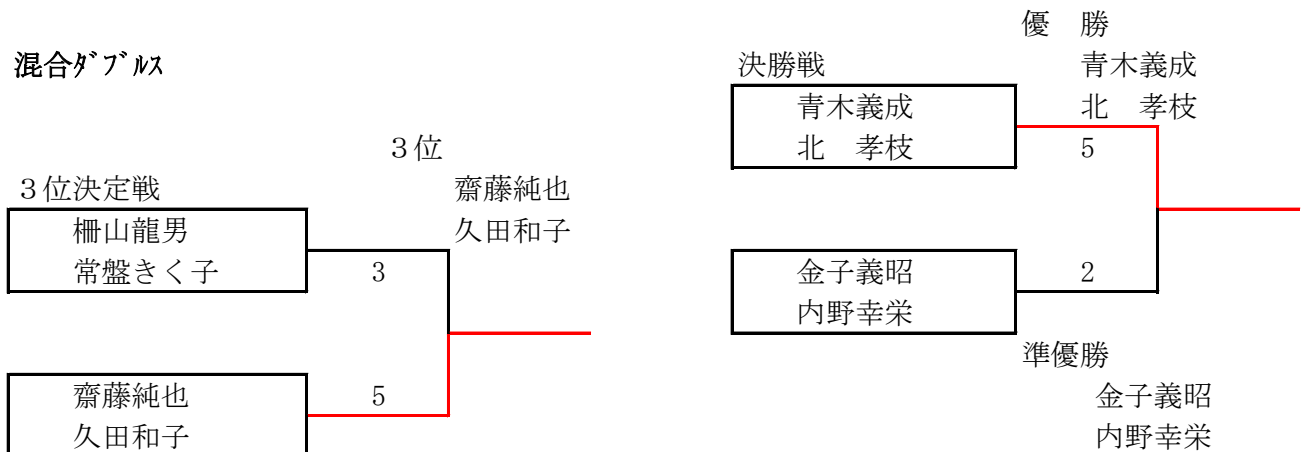 混合ﾀﾞﾌﾞﾙｽ
３位
３位決定戦
齋藤純也
久田和子
柵山龍男
常盤きく子
3
齋藤純也
久田和子
5
優　勝
決勝戦
青木義成
北　孝枝
青木義成
北　孝枝
5
金子義昭
内野幸栄
2
準優勝
金子義昭
内野幸栄